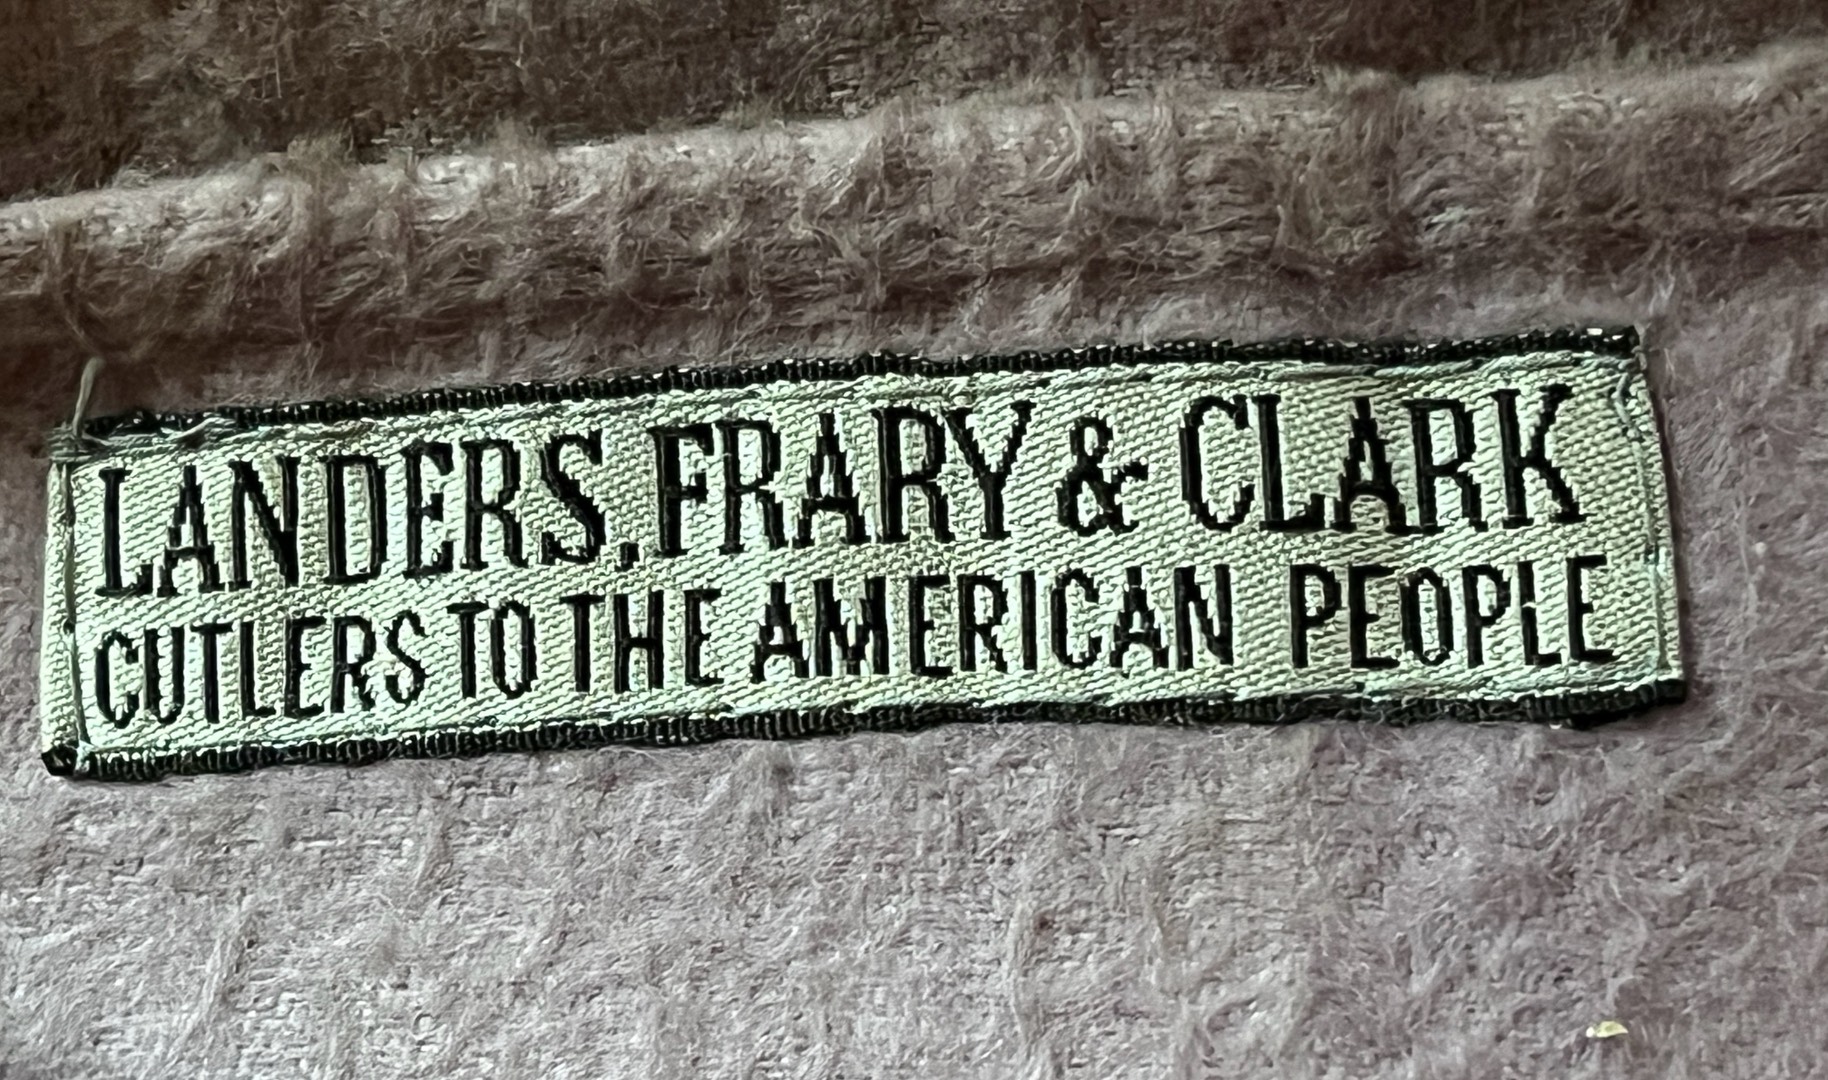 LANDERS, FRARY & CLARK
CUTLERS TO THE AMERICAN PEOPLE